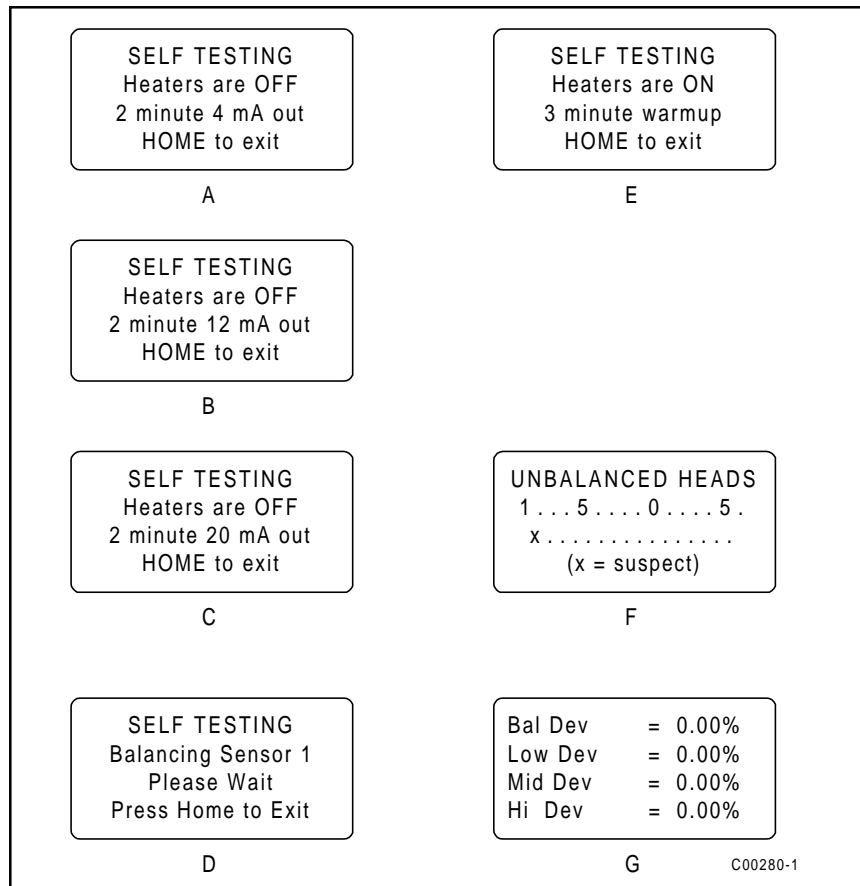 SELF TESTING
Heaters are OFF
2 minute 4 mA out
HOME to exit
A
SELF TESTING
Heaters are OFF
2 minute 12 mA out
HOME to exit
B
SELF TESTING
Heaters are OFF
2 minute 20 mA out
HOME to exit
C
SELF TESTING
Balancing Sensor 1
Please Wait
Press Home to Exit
D
SELF TESTING
Heaters are ON
3 minute warmup
HOME to exit
E
UNBALANCED HEADS
1 . . . 5 . . . . 0 . . . . 5 .
x . . . . . . . . . . . . . . .
(x = suspect)
F
Bal Dev = 0.00%
Low Dev = 0.00%
Mid Dev = 0.00%
Hi Dev = 0.00%
G
C00280-1